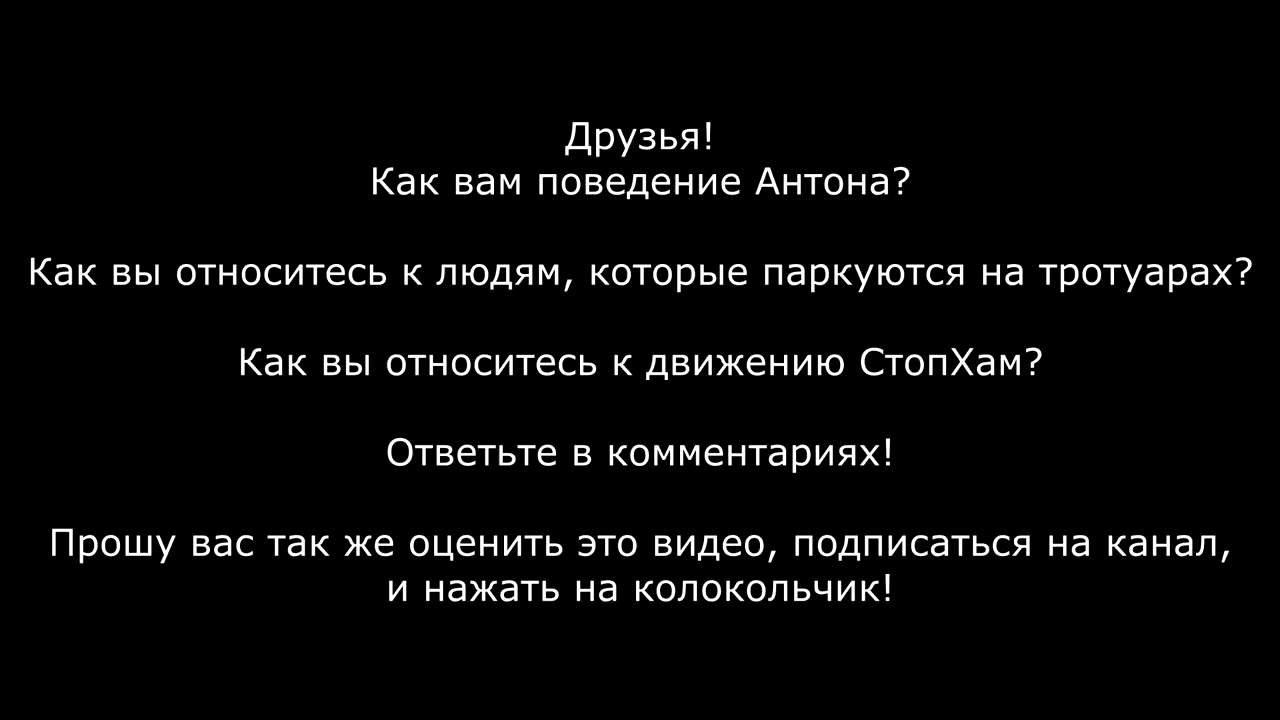 Друзья!
Как вам поведение Антона?
Как вы относитесь к людям, которые паркуются на тротуарах?
Как вы относитесь к движению СтопХам?
Ответьте в комментариях!
Прошу вас так же оценить это видео, подписаться на канал,
и нажать на колокольчик!